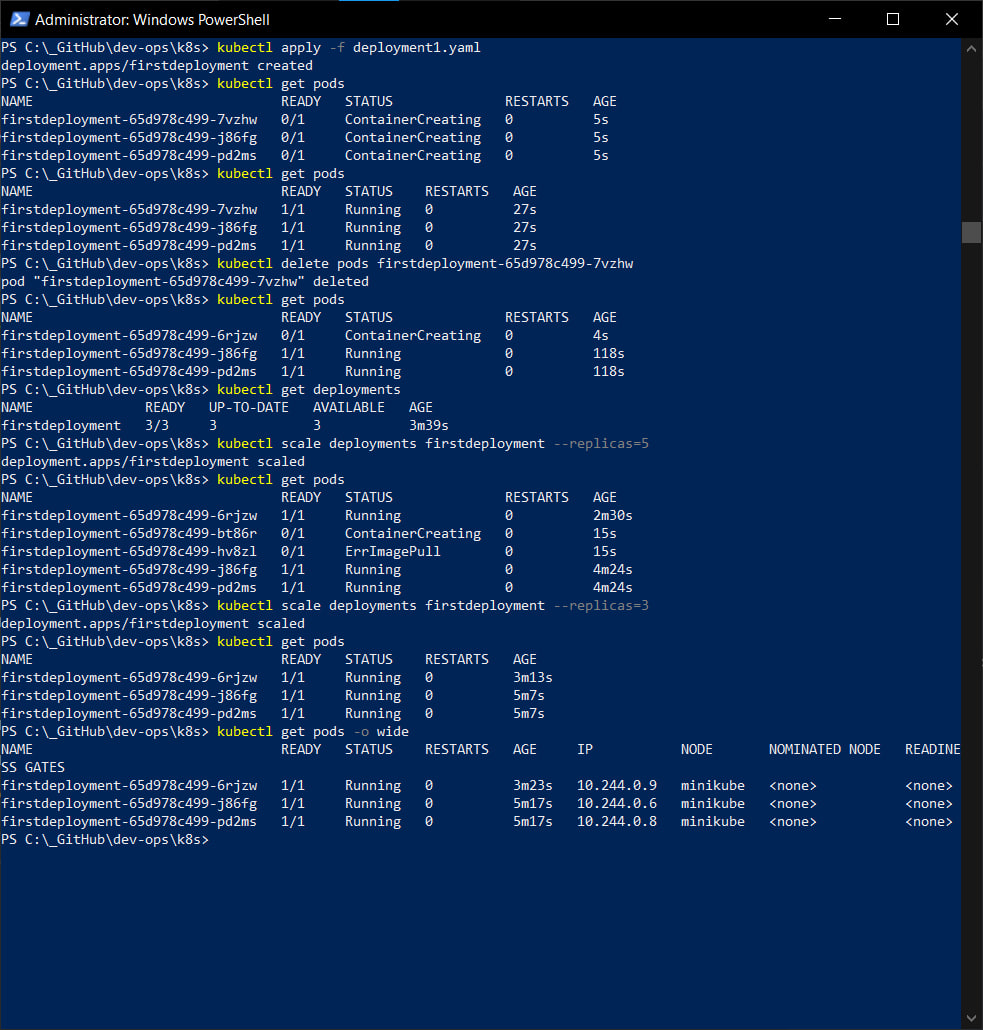 Administrator: Windows PowerShell
PS C:\_GitHub\dev-ops\k8s> kubectl apply -f deployment1.yaml
deployment.apps/firstdeployment created
PS C:\_GitHub\dev-ops\k8s> kubectl get pods
NAME                               READY   STATUS              RESTARTS   AGE
firstdeployment-65d978c499-7vzhw   0/1     ContainerCreating   0          5s
firstdeployment-65d978c499-j86fg   0/1     ContainerCreating   0          5s
firstdeployment-65d978c499-pd2ms   0/1     ContainerCreating   0          5s
PS C:\_GitHub\dev-ops\k8s> kubectl get pods
NAME                               READY   STATUS    RESTARTS   AGE
firstdeployment-65d978c499-7vzhw   1/1     Running   0          27s
firstdeployment-65d978c499-j86fg   1/1     Running   0          27s
firstdeployment-65d978c499-pd2ms   1/1     Running   0          27s
PS C:\_GitHub\dev-ops\k8s> kubectl delete pods firstdeployment-65d978c499-7vzhw
pod "firstdeployment-65d978c499-7vzhw" deleted
PS C:\_GitHub\dev-ops\k8s> kubectl get pods
NAME                               READY   STATUS              RESTARTS   AGE
firstdeployment-65d978c499-6rjzw   0/1     ContainerCreating   0          4s
firstdeployment-65d978c499-j86fg   1/1     Running             0          118s
firstdeployment-65d978c499-pd2ms   1/1     Running             0          118s
PS C:\_GitHub\dev-ops\k8s> kubectl get deployments
NAME              READY   UP-TO-DATE   AVAILABLE   AGE
firstdeployment   3/3     3            3           3m39s
PS C:\_GitHub\dev-ops\k8s> kubectl scale deployments firstdeployment --replicas=5
deployment.apps/firstdeployment scaled
PS C:\_GitHub\dev-ops\k8s> kubectl get pods
NAME                               READY   STATUS              RESTARTS   AGE
firstdeployment-65d978c499-6rjzw   1/1     Running             0          2m30s
firstdeployment-65d978c499-bt86r   0/1     ContainerCreating   0          15s
firstdeployment-65d978c499-hv8zl   0/1     ErrImagePull        0          15s
firstdeployment-65d978c499-j86fg   1/1     Running             0          4m24s
firstdeployment-65d978c499-pd2ms   1/1     Running             0          4m24s
PS C:\_GitHub\dev-ops\k8s> kubectl scale deployments firstdeployment --replicas=3
deployment.apps/firstdeployment scaled
PS C:\_GitHub\dev-ops\k8s> kubectl get pods
NAME                               READY   STATUS    RESTARTS   AGE
firstdeployment-65d978c499-6rjzw   1/1     Running   0          3m13s
firstdeployment-65d978c499-j86fg   1/1     Running   0          5m7s
firstdeployment-65d978c499-pd2ms   1/1     Running   0          5m7s
PS C:\_GitHub\dev-ops\k8s> kubectl get pods -o wide
NAME                               READY   STATUS    RESTARTS   AGE     IP           NODE       NOMINATED NODE   READINE
SS GATES
firstdeployment-65d978c499-6rjzw   1/1     Running   0          3m23s   10.244.0.9   minikube   <none>           <none>
firstdeployment-65d978c499-j86fg   1/1     Running   0          5m17s   10.244.0.6   minikube   <none>           <none>
firstdeployment-65d978c499-pd2ms   1/1     Running   0          5m17s   10.244.0.8   minikube   <none>           <none>
PS C:\_GitHub\dev-ops\k8s>